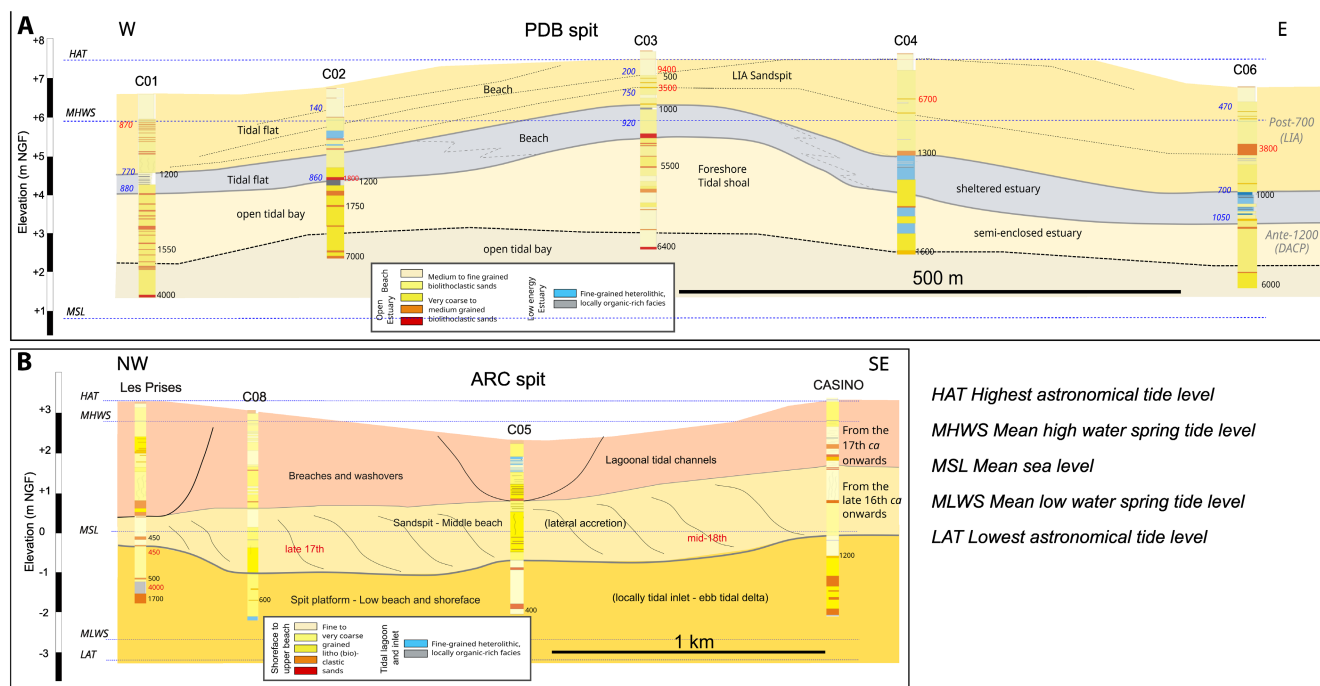 A
W
PDB spit
E
+8
+7
+6
+5
+4
+3
+2
+1
Elevation (m NGF)
HAT
MHWS
MSL
C01
C02
C03
C04
C06
870
770
1200
880
1550
4000
140
860
1800
1200
1750
7000
200
9400
500
3500
750
1000
920
5500
6400
6700
1300
1600
470
3800
700
1000
1050
6000
Beach
LIA Sandspit
Tidal flat
Beach
Tidal flat
Foreshore
Tidal shoal
open tidal bay
open tidal bay
sheltered estuary
semi-enclosed estuary
Post-700
(LIA)
Ante-1200
(DACP)
Beach
Open
Estuary
Medium to fine grained
biolithoclastic sands
Very coarse to
medium grained
biolithoclastic sands
Low energy
Estuary
Fine-grained heterolithic,
locally organic-rich facies
500 m
B
NW
ARC spit
SE
+3
+2
+1
0
-1
-2
-3
Elevation (m NGF)
HAT
MHWS
MSL
MLWS
LAT
Les Prises
C08
C05
CASINO
450
450
500
4000
1700
600
400
1200
Breaches and washovers
Lagoonal tidal channels
From the
17th ca
onwards
From the
late 16th ca
onwards
Sandspit - Middle beach
(lateral accretion)
late 17th
mid-18th
Spit platform - Low beach and shoreface
(locally tidal inlet - ebb tidal delta)
Shoreface to
upper beach
Fine to
very coarse
grained
litho (bio)-
clastic
sands
Tidal lagoon
and inlet
Fine-grained heterolithic,
locally organic-rich facies
1 km
HAT Highest astronomical tide level
MHWS Mean high water spring tide level
MSL Mean sea level
MLWS Mean low water spring tide level
LAT Lowest astronomical tide level